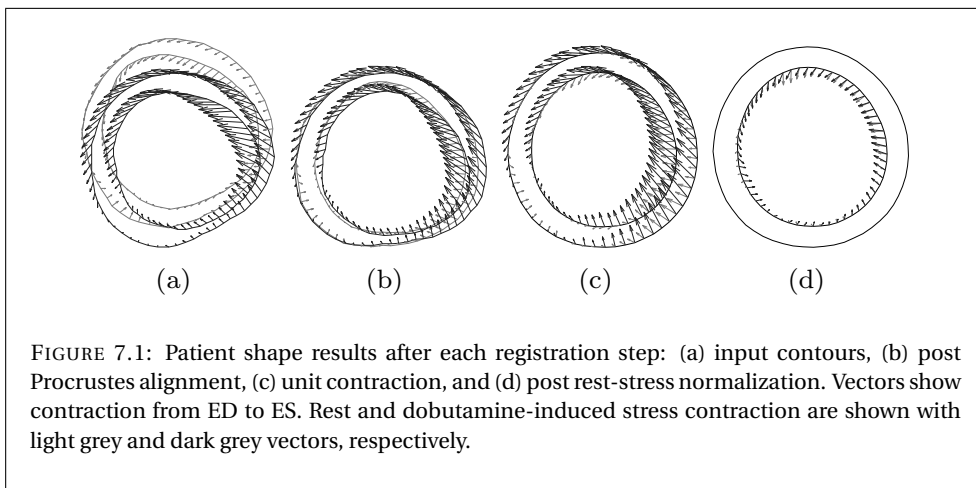 (a)
(b)
(c)
(d)
FIGURE 7.1: Patient shape results after each registration step: (a) input contours, (b) post
Procrustes alignment, (c) unit contraction, and (d) post rest-stress normalization. Vectors show
contraction from ED to ES. Rest and dobutamine-induced stress contraction are shown with
light grey and dark grey vectors, respectively.